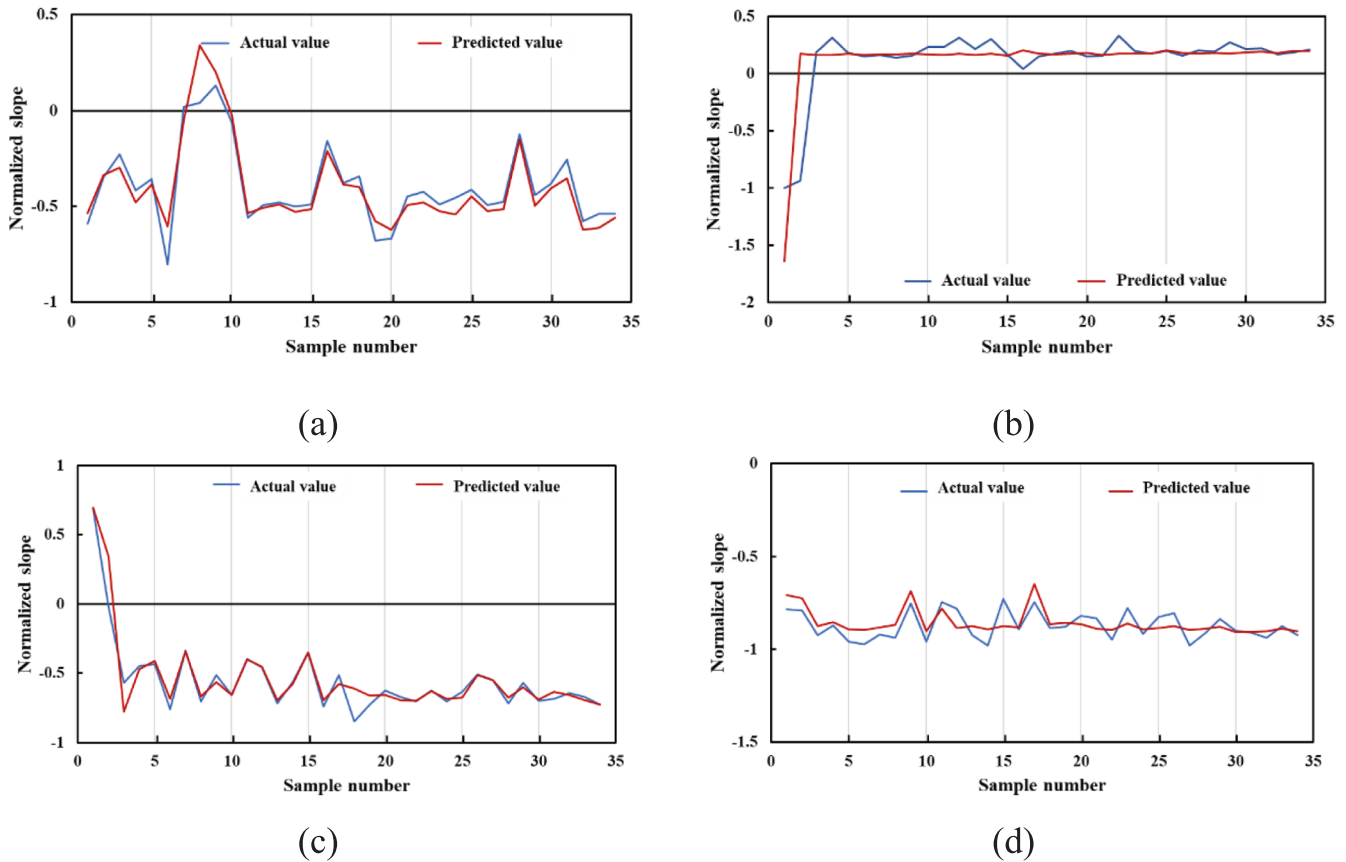 0.5
0
-0.5
-1
Normalized slope
Actual value
Predicted value
0 5 10 15 20 25 30 35
Sample number
(a)
0.5
0
-0.5
-1
-1.5
-2
Normalized slope
Actual value
Predicted value
0 5 10 15 20 25 30 35
Sample number
(b)
1
0.5
0
-0.5
-1
Normalized slope
Actual value
Predicted value
0 5 10 15 20 25 30 35
Sample number
(c)
0
-0.5
-1
-1.5
Normalized slope
Actual value
Predicted value
0 5 10 15 20 25 30 35
Sample number
(d)